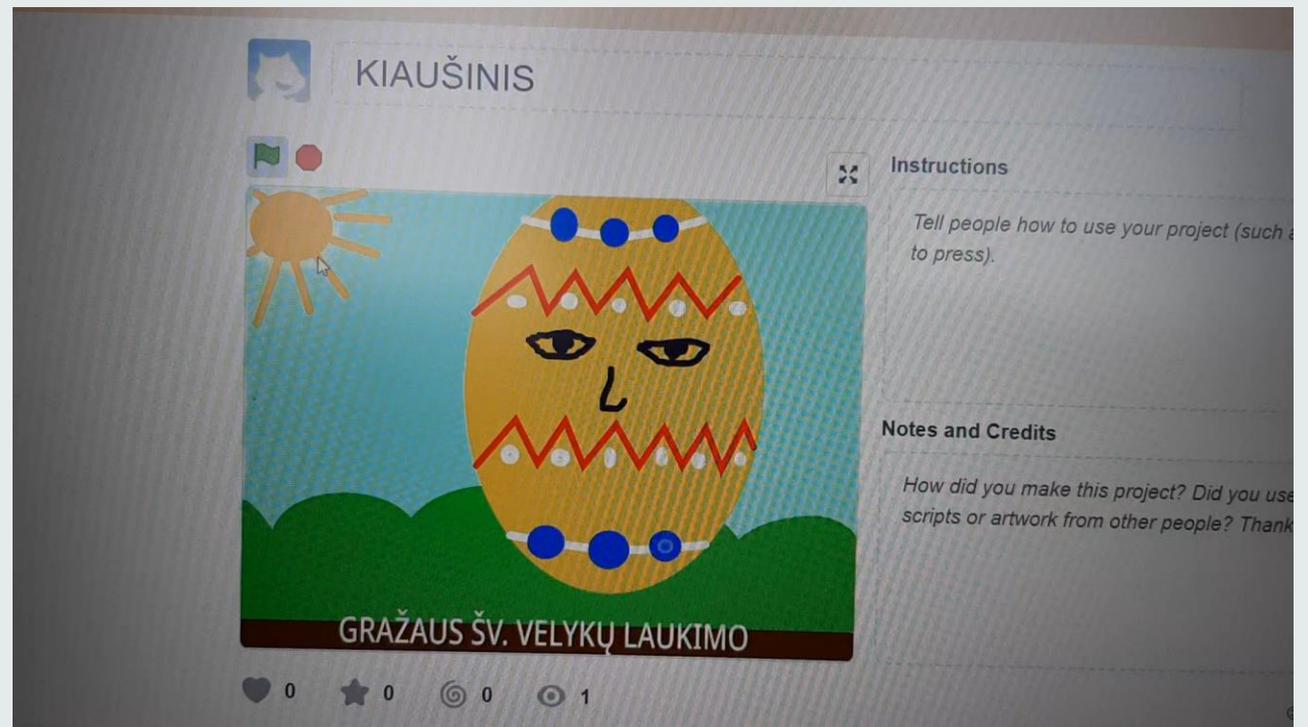 KIAUŠINIS
Instructions
Tell people how to use your project (such
to press).
Notes and Credits
How did you make this project? Did you use
scripts or artwork from other people? Thank
GRAŽAUS ŠV. VELYKŲ LAUKIMO
0
0
0
1